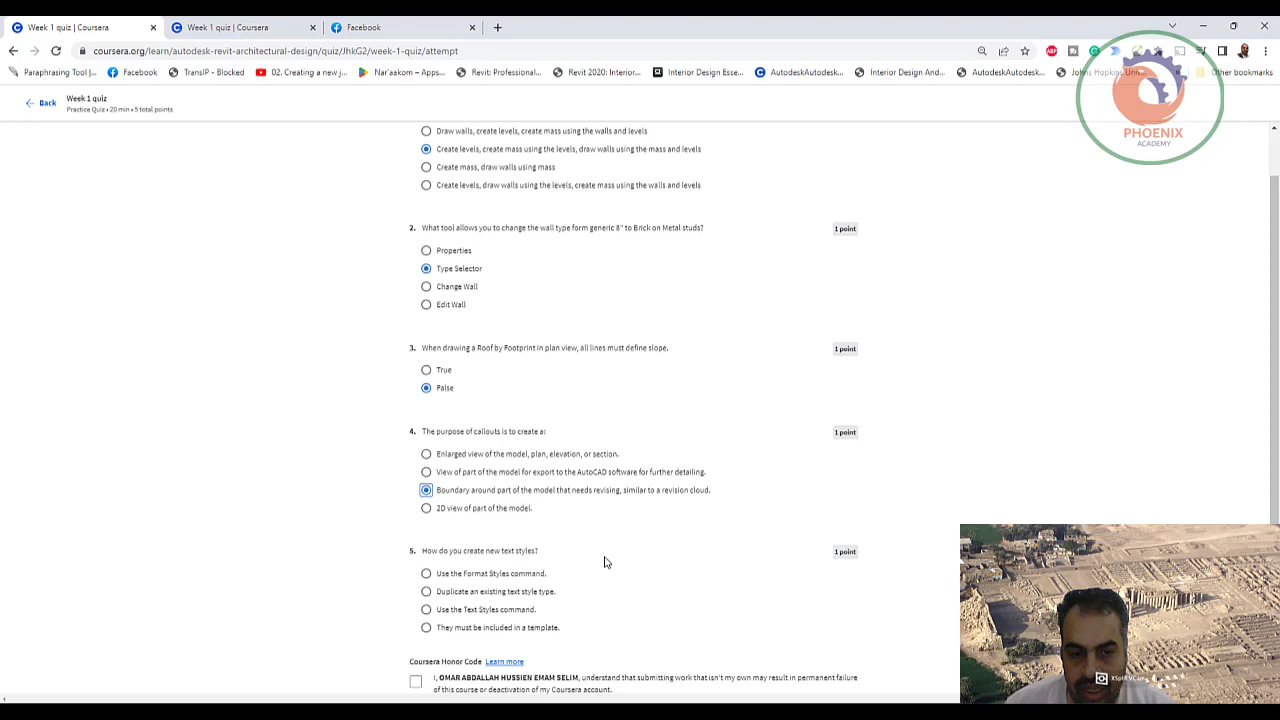 Week 1 quiz | Coursera
Week 1 quiz | Coursera
Facebook
coursera.org/learn/autodesk-revit-architectural-design/quiz/JhkG2/week-1-quiz/attempt
Paraphrasing Tool |...
Facebook
TransIP - Blocked
02. Creating a new j...
Nar'aakom – Apps...
Revit: Professional...
Revit 2020: Interior...
Interior Design Esse...
AutodeskAutodesk...
Interior Design And...
AutodeskAutodesk...
Johns Hopkins
Other bookmarks
PHOENIX
ACADEMY
Back
Week 1 quiz
Practice Quiz • 20 min • 5 total points
Draw walls, create levels, create mass using the walls and levels
Create levels, create mass using the levels, draw walls using the mass and levels
Create mass, draw walls using mass
Create levels, draw walls using the levels, create mass using the walls and levels
2. What tool allows you to change the wall type form generic 8" to Brick on Metal studs? 1 point
Properties
Type Selector
Change Wall
Edit Wall
3. When drawing a Roof by Footprint in plan view, all lines must define slope. 1 point
True
False
4. The purpose of callouts is to create a: 1 point
Enlarged view of the model, plan, elevation, or section.
View of part of the model for export to the AutoCAD software for further detailing.
Boundary around part of the model that needs revising, similar to a revision cloud.
2D view of part of the model.
5. How do you create new text styles? 1 point
Use the Format Styles command.
Duplicate an existing text style type.
Use the Text Styles command.
They must be included in a template.
Coursera Honor Code Learn more
I, OMAR ABDALLAH HUSSIEN EMAM SELIM, understand that submitting work that isn't my own may result in permanent failure
of this course or deactivation of my Coursera account.